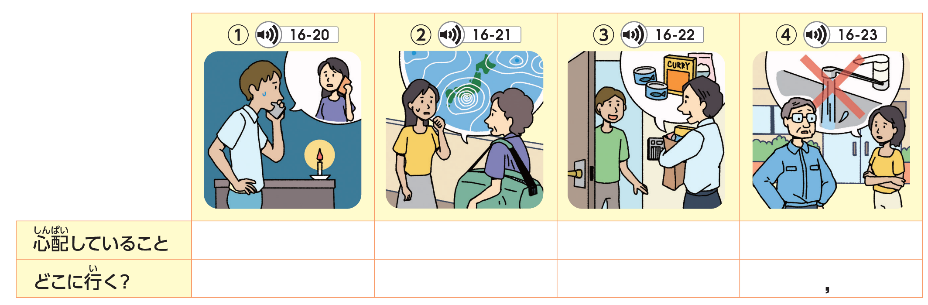 ① 16-20
② 16-21
③ 16-22
④ 16-23
CURRY
しんぱい
心配していること
い
どこに行く?
,